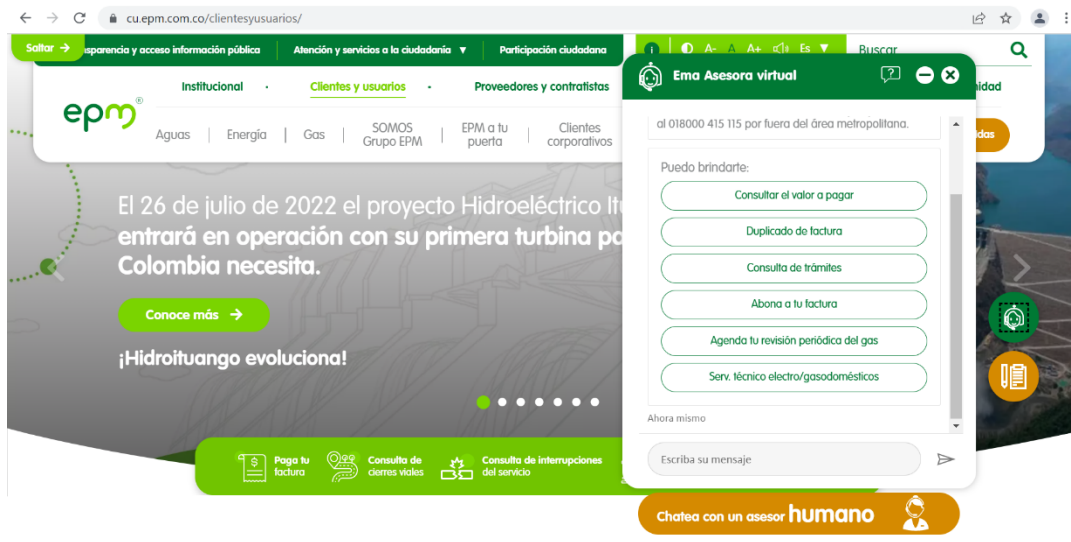 cu.epm.com.co/clientesyusuarios/
Saltar
sparencia y acceso información pública
Atención y servicios a la ciudadanía
Participación ciudadana
A- A A+ Es
Buscar
Institucional
Clientes y usuarios
Proveedores y contratistas
nidad
epm
Aguas
Energía
Gas
SOMOS
Grupo EPM
EPM a tu
puerta
Clientes
corporativos
das
El 26 de julio de 2022 el proyecto Hidroeléctrico Itu
entrará en operación con su primera turbina pa
Colombia necesita.
Conoce más
¡Hidroituango evoluciona!
Paga tu
factura
Consulta de
cierres viales
Consulta de interrupciones
del servicio
Ema Asesora virtual
al 018000 415 115 por fuera del área metropolitana.
Puedo brindarte:
Consultar el valor a pagar
Duplicado de factura
Consulta de trámites
Abona a tu factura
Agenda tu revisión periódica del gas
Serv. técnico electro/gasodomésticos
Ahora mismo
Escriba su mensaje
Chatea con un asesor humano